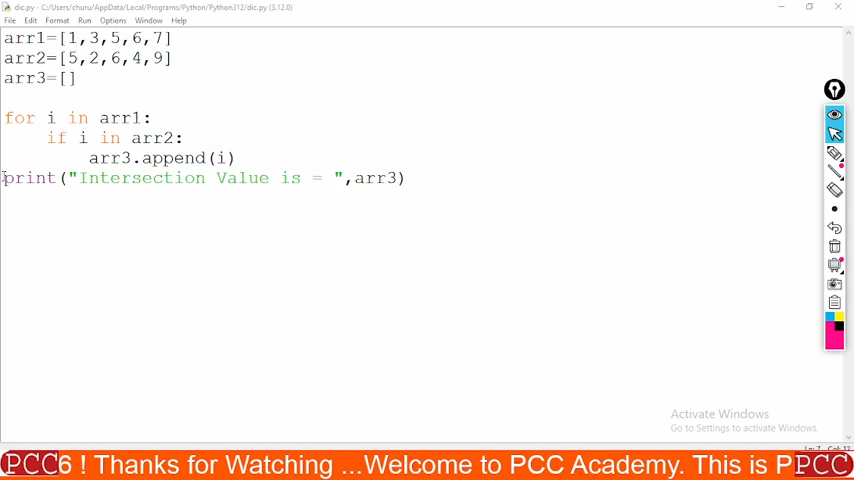 dic.py - C:/Users/churu/AppData/Local/Programs/Python/Python312/dic.py (3.12.0)
File Edit Format Run Options Window Help
arr1=[1,3,5,6,7]
arr2=[5,2,6,4,9]
arr3=[]
for i in arr1:
    if i in arr2:
        arr3.append(i)
print("Intersection Value is = ",arr3)
Activate Windows
Go to Settings to activate Windows.
PCC6 ! Thanks for Watching ...Welcome to PCC Academy. This is PPCC